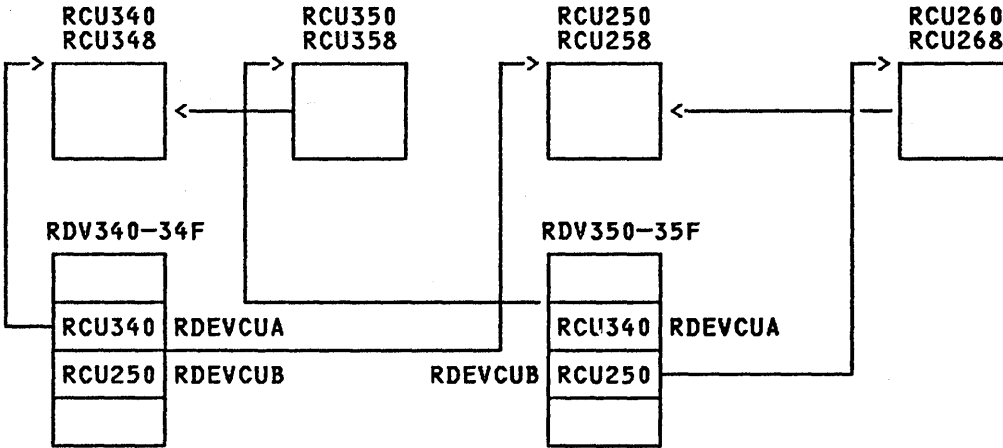 RCU340 RCU350 RCU250 RCU260
RCU348 RCU358 RCU258 RCU268
RDV340-34F RDV350-35F
RCU340 RDEVCUA RCU340 RDEVCUA
RCU250 RDEVCUB RDEVCUB RCU250